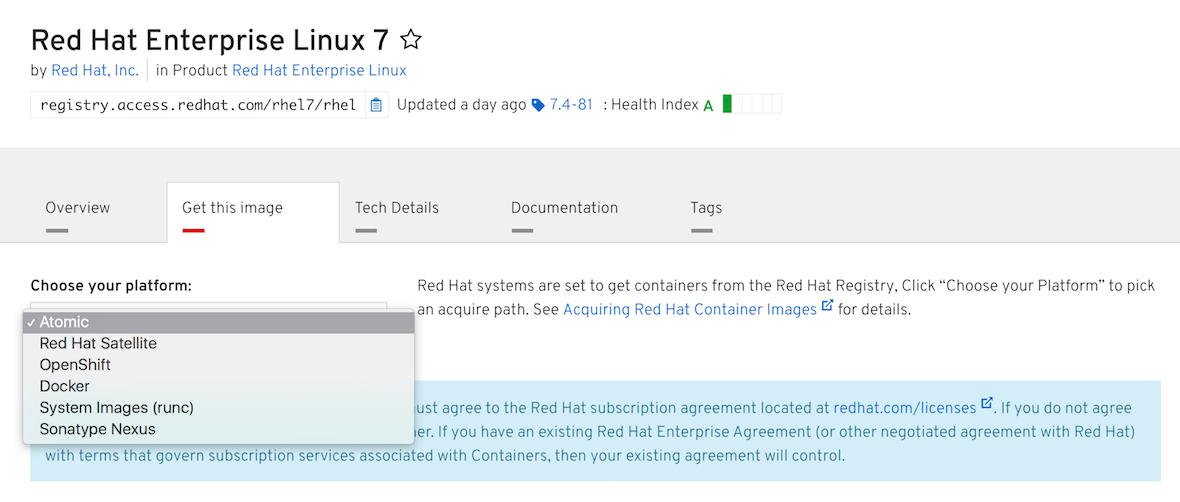 Red Hat Enterprise Linux 7
by Red Hat, Inc. in Product Red Hat Enterprise Linux
registry.access.redhat.com/rhel7/rhel Updated a day ago 7.4-81 : Health Index A
Overview Get this image Tech Details Documentation Tags
Choose your platform:
Atomic
Red Hat Satellite
OpenShift
Docker
System Images (runc)
Sonatype Nexus
Red Hat systems are set to get containers from the Red Hat Registry, Click “Choose your Platform” to pick
an acquire path. See Acquiring Red Hat Container Images for details.
agree to the Red Hat subscription agreement located at redhat.com/licenses. If you do not agree
If you have an existing Red Hat Enterprise Agreement (or other negotiated agreement with Red Hat)
with terms that govern subscription services associated with Containers, then your existing agreement will control.